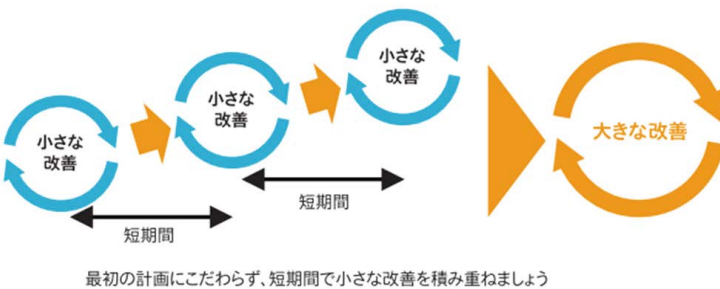 小さな
改善
小さな
改善
小さな
改善
大きな改善
短期間
短期間
最初の計画にこだわらず、短期間で小さな改善を積み重ねましょう